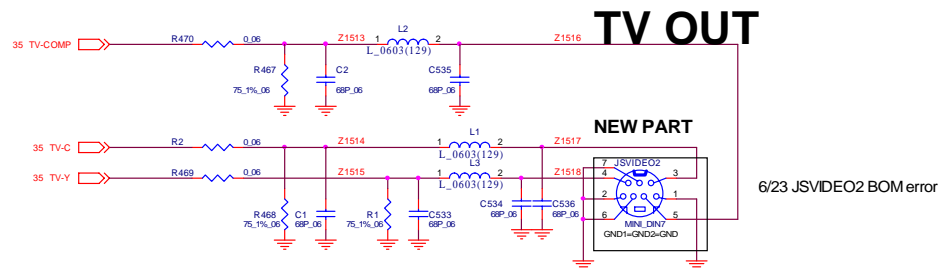 TV OUT
35 TV-COMP
R470
0_06
Z1513
L2
1
2
L_0603(129)
Z1516
R467
75_1%_06
C2
68P_06
C535
68P_06
NEW PART
35 TV-C
R2
0_06
Z1514
L1
1
2
L_0603(129)
Z1517
35 TV-Y
R469
0_06
Z1515
L3
1
2
L_0603(129)
Z1518
R468
75_1%_06
C1
68P_06
R1
75_1%_06
C533
68P_06
C534
68P_06
C536
68P_06
JSVIDEO2
7
4
3
2
1
6
5
MINI_DIN7
GND1=GND2=GND
6/23 JSVIDEO2 BOM error